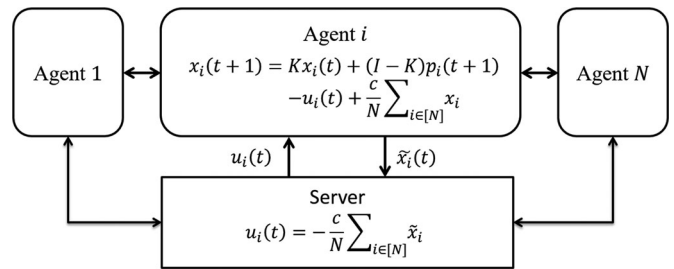 Agent 1
Agent i
x_i(t + 1) = Kx_i(t) + (I − K)p_i(t + 1)
−u_i(t) + c/N ∑_{i∈[N]} x_i
Agent N
u_i(t)
x̃_i(t)
Server
u_i(t) = − c/N ∑_{i∈[N]} x̃_i